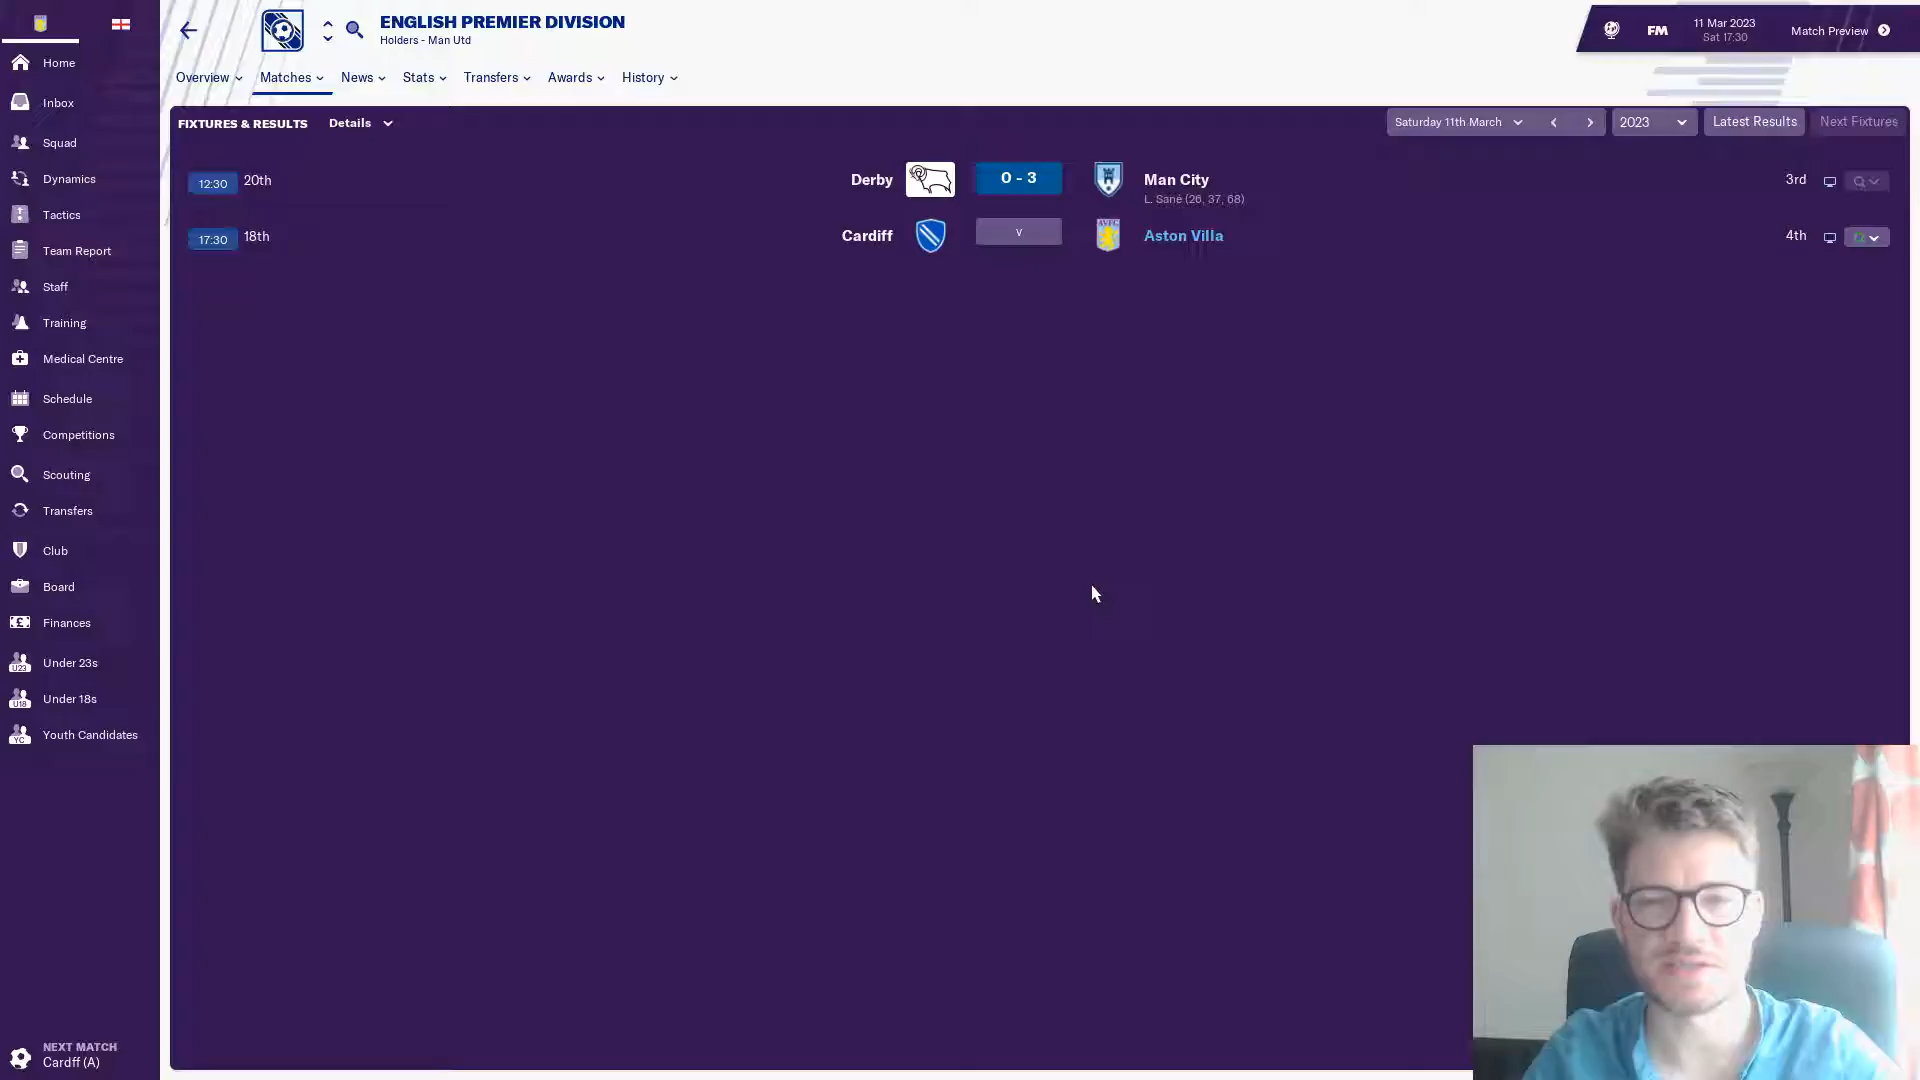 ENGLISH PREMIER DIVISION
Holders - Man Utd
FM
11 Mar 2023
Sat 17:30
Match Preview
Overview
Matches
News
Stats
Transfers
Awards
History
Home
Inbox
Squad
Dynamics
Tactics
Team Report
Staff
Training
Medical Centre
Schedule
Competitions
Scouting
Transfers
Club
Board
Finances
U23
Under 23s
U18
Under 18s
YC
Youth Candidates
NEXT MATCH
Cardiff (A)
FIXTURES & RESULTS
Details
Saturday 11th March
2023
Latest Results
Next Fixtures
12:30 20th Derby 0 - 3 Man City 3rd
L. Sané (26, 37, 68)
17:30 18th Cardiff v AVFC Aston Villa 4th